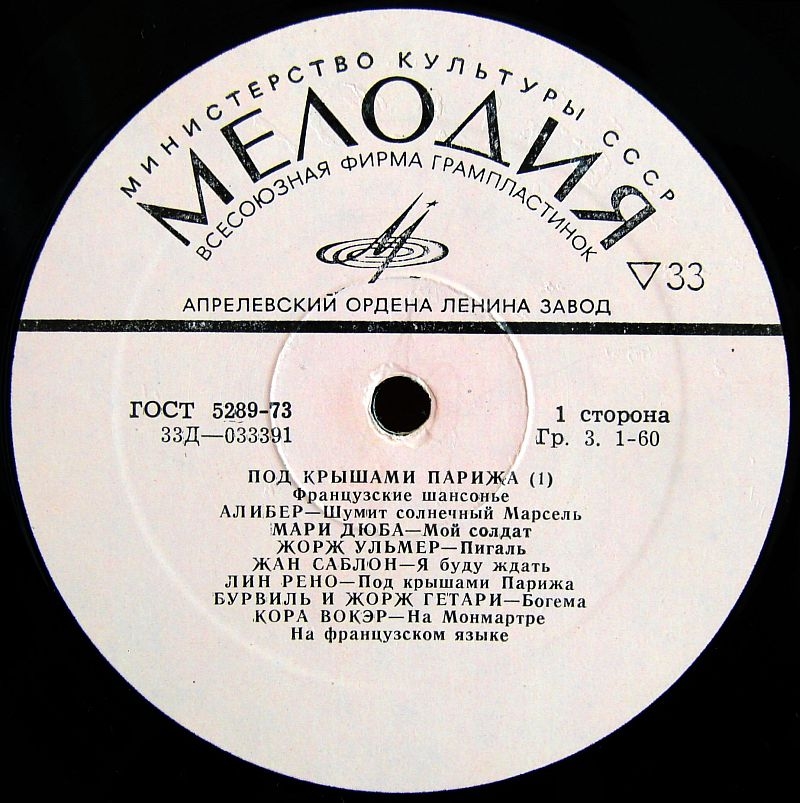 МИНИСТЕРСТВО КУЛЬТУРЫ СССР
МЕЛОДИЯ
ВСЕСОЮЗНАЯ ФИРМА ГРАМПЛАСТИНОК
▽33
АПРЕЛЕВСКИЙ ОРДЕНА ЛЕНИНА ЗАВОД
ГОСТ 5289-73
33Д—033391
1 сторона
Гр. 3. 1-60
ПОД КРЫШАМИ ПАРИЖА (1)
Французские шансонье
АЛИБЕР—Шумит солнечный Марсель
МАРИ ДЮБА—Мой солдат
ЖОРЖ УЛЬМЕР—Пигаль
ЖАН САБЛОН—Я буду ждать
ЛИН РЕНО—Под крышами Парижа
БУРВИЛЬ И ЖОРЖ ГЕТАРИ—Богема
КОРА ВОКЭР—На Монмартре
На французском языке